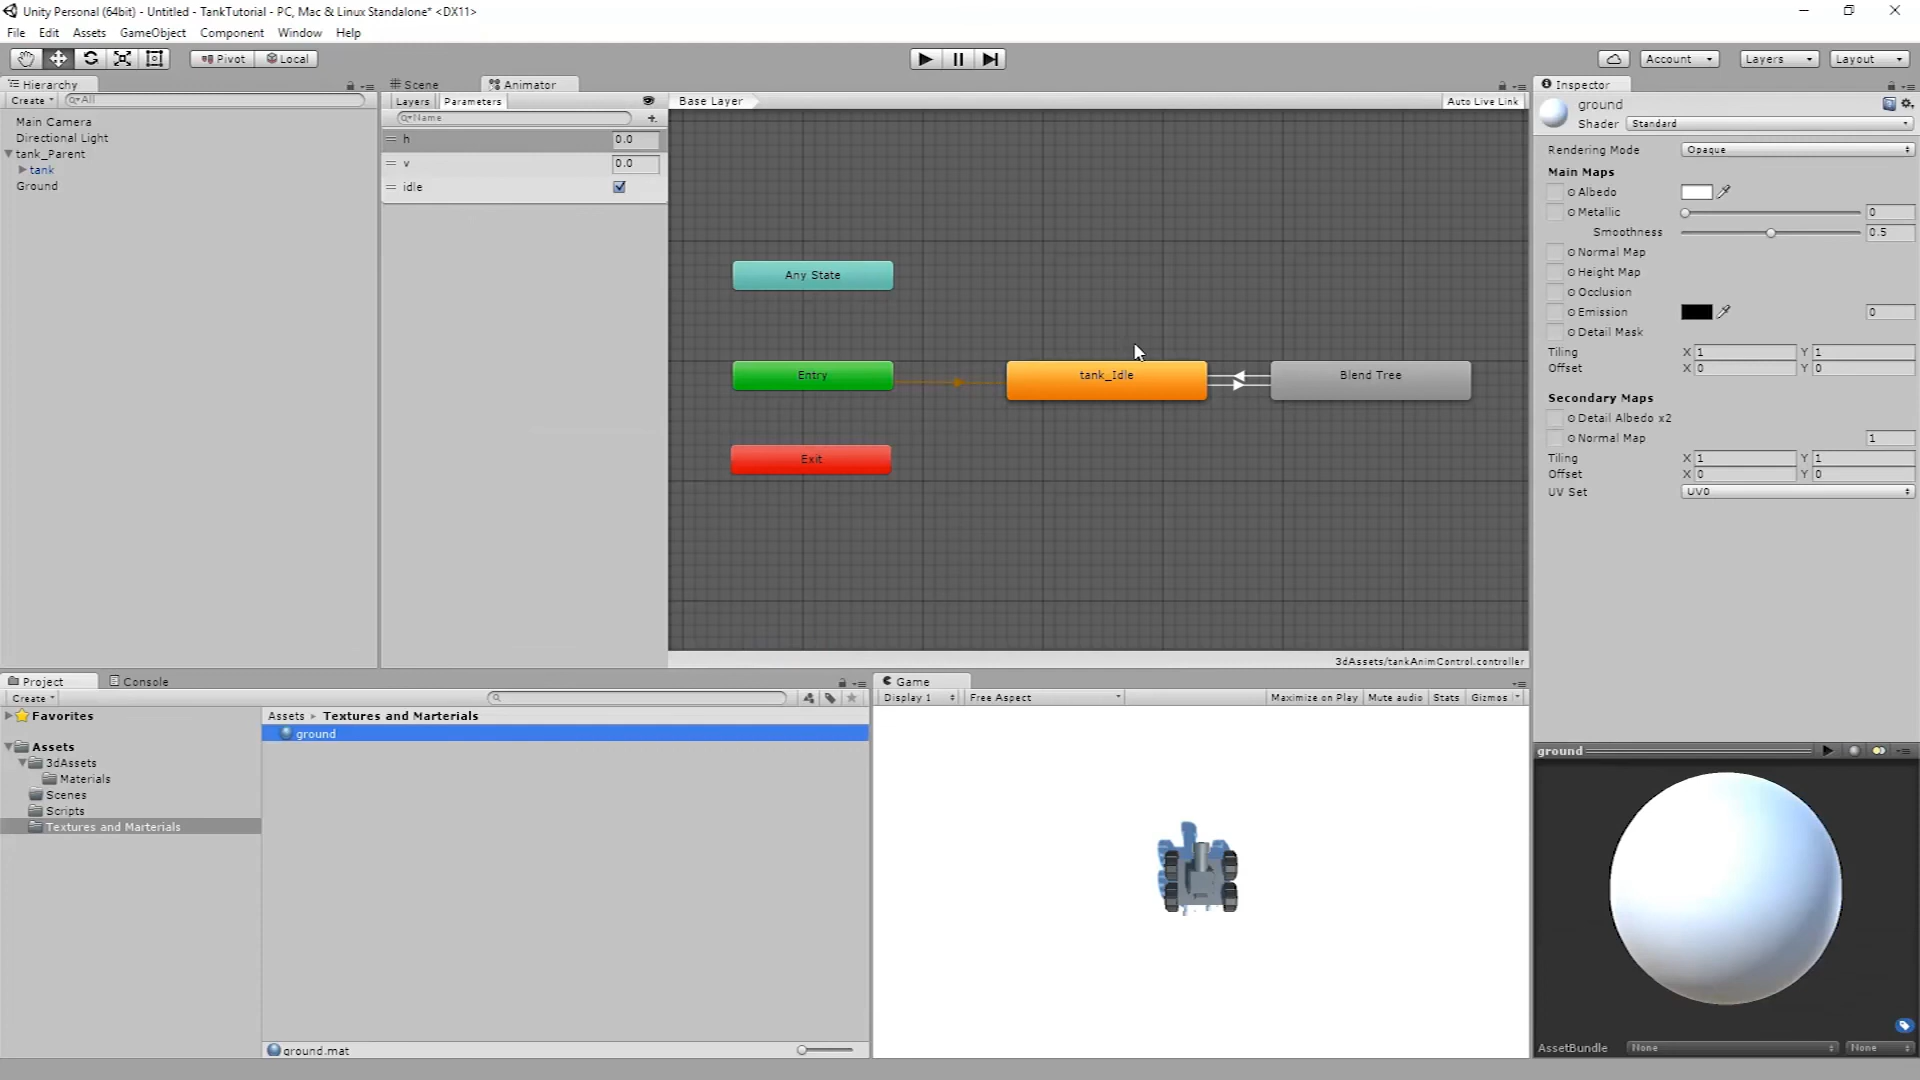 Unity Personal (64bit) - Untitled - TankTutorial - PC, Mac & Linux Standalone* <DX11>
File Edit Assets GameObject Component Window Help
Pivot Local Account Layers Layout
Hierarchy
Create All
Main Camera
Directional Light
tank_Parent
tank
Ground
Scene Animator
Layers Parameters
Name
h 0.0
v 0.0
idle
Base Layer Auto Live Link
Any State
Entry
tank_Idle
Blend Tree
Exit
3dAssets/tankAnimControl.controller
Inspector
ground
Shader Standard
Rendering Mode Opaque
Main Maps
Albedo
Metallic 0
Smoothness 0.5
Normal Map
Height Map
Occlusion
Emission 0
Detail Mask
Tiling X 1 Y 1
Offset X 0 Y 0
Secondary Maps
Detail Albedo x2
Normal Map 1
Tiling X 1 Y 1
Offset X 0 Y 0
UV Set UV0
Project Console
Create
Favorites
Assets
3dAssets
Materials
Scenes
Scripts
Textures and Marterials
Assets Textures and Marterials
ground
ground.mat
Game
Display 1 Free Aspect Maximize on Play Mute audio Stats Gizmos
ground
AssetBundle None None